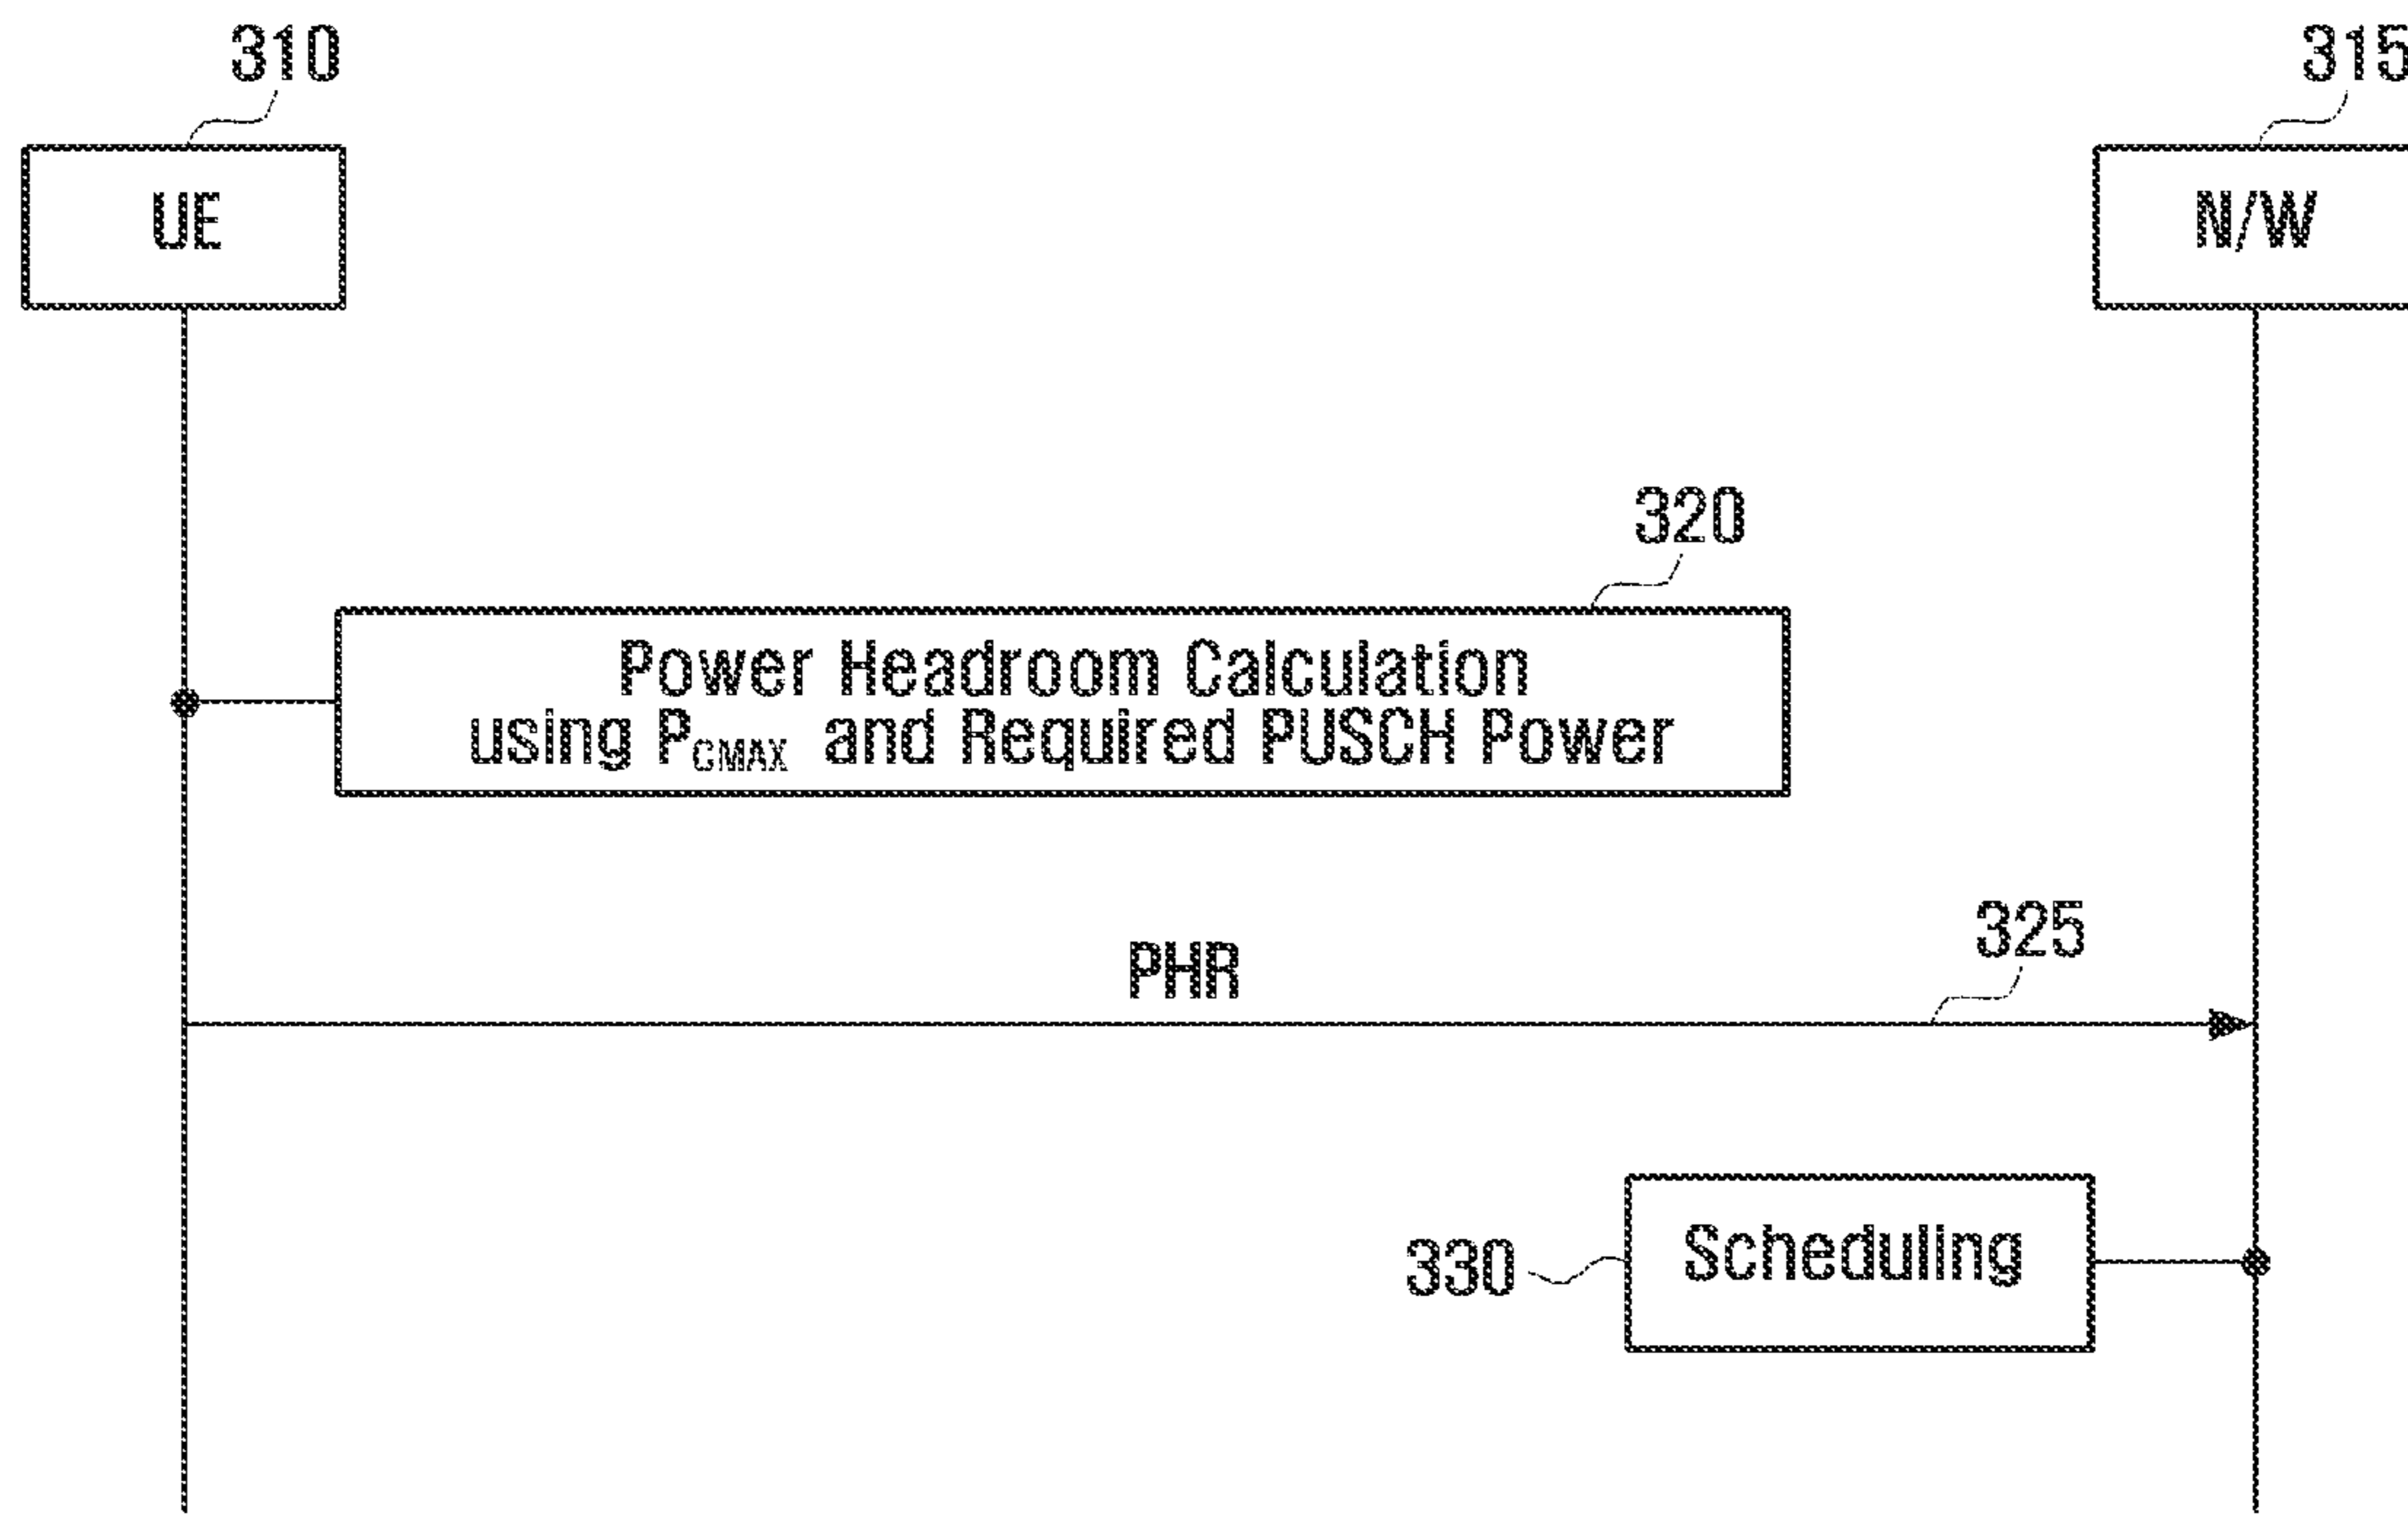 310
315
UE
N/W
320
Power Headroom Calculation
using PCMAX and Required PUSCH Power
325
PHR
330
Scheduling